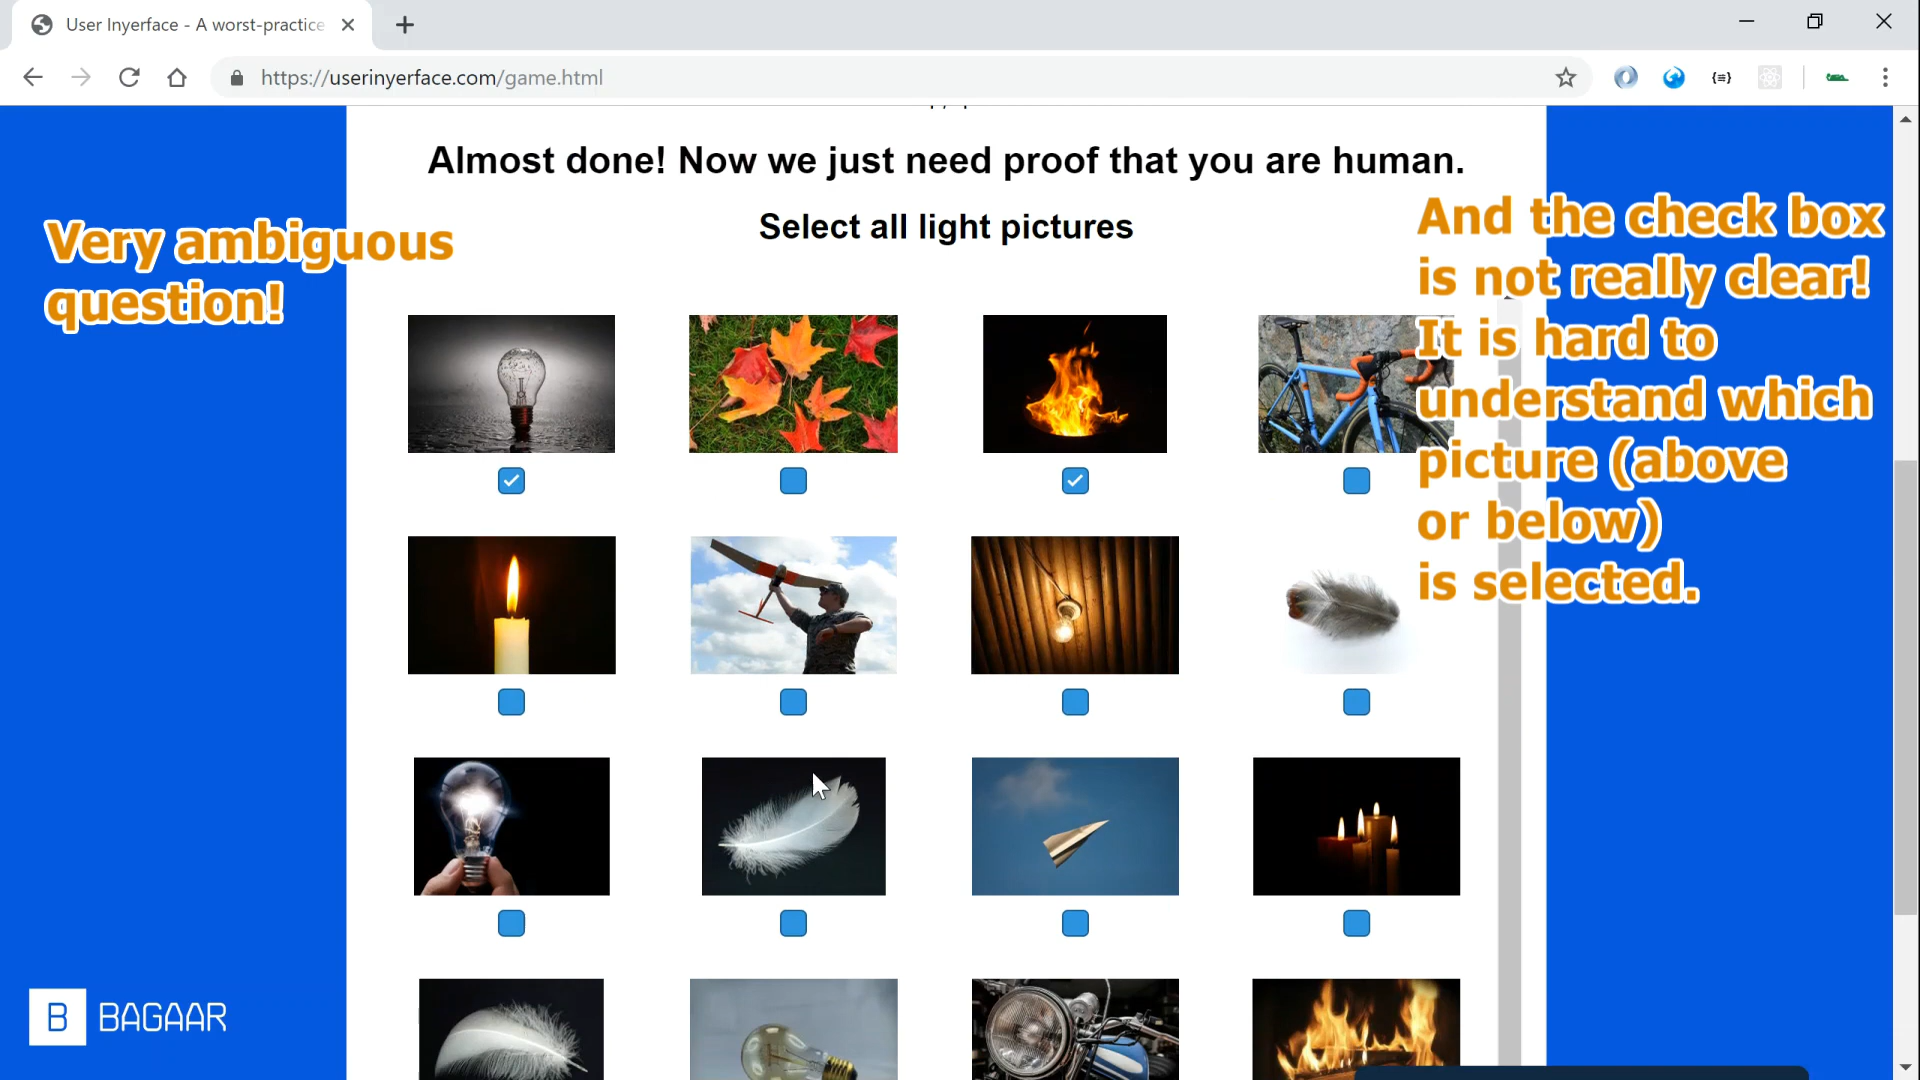 User Inyerface - A worst-practice
https://userinyerface.com/game.html
Almost done! Now we just need proof that you are human.
Select all light pictures
Very ambiguous
question!
And the check box
is not really clear!
It is hard to
understand which
picture (above
or below)
is selected.
B BAGAAR